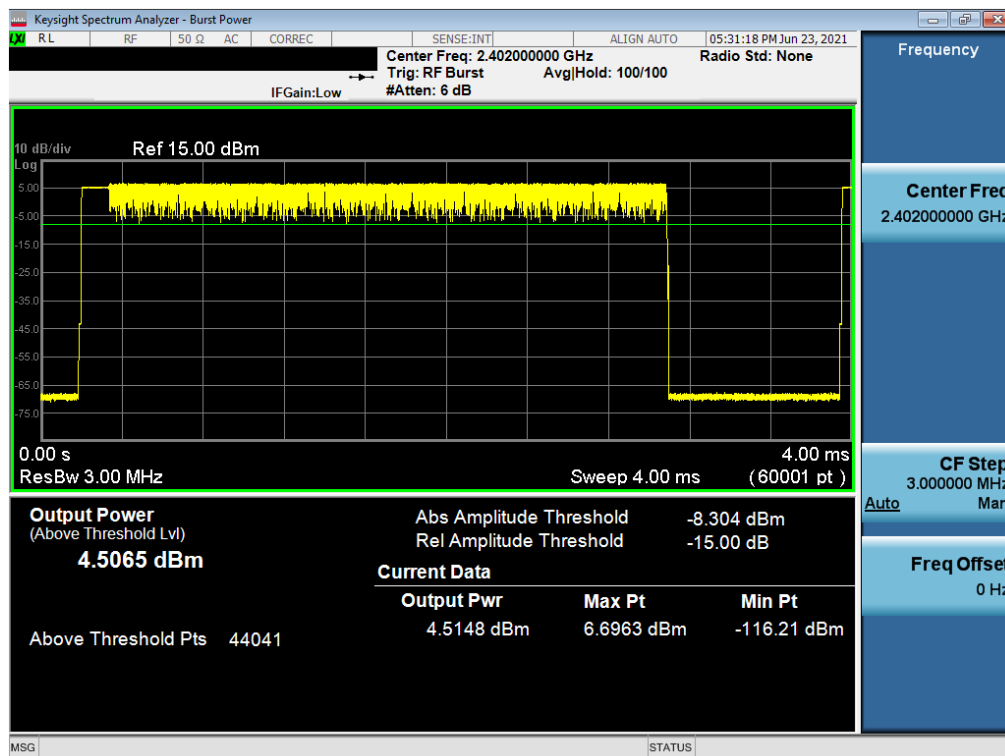 Keysight Spectrum Analyzer - Burst Power
LXI RL RF 50 Ω AC CORREC SENSE:INT ALIGN AUTO 05:31:18 PM Jun 23, 2021
Center Freq: 2.402000000 GHz Radio Std: None
Trig: RF Burst Avg|Hold: 100/100
IFGain:Low #Atten: 6 dB
10 dB/div Ref 15.00 dBm
Log
5.00
-5.00
-15.0
-25.0
-35.0
-45.0
-55.0
-65.0
-75.0
0.00 s 4.00 ms
ResBw 3.00 MHz Sweep 4.00 ms (60001 pt )
Output Power Abs Amplitude Threshold -8.304 dBm
(Above Threshold Lvl) Rel Amplitude Threshold -15.00 dB
4.5065 dBm
Current Data
Output Pwr Max Pt Min Pt
4.5148 dBm 6.6963 dBm -116.21 dBm
Above Threshold Pts 44041
Frequency
Center Freq
2.402000000 GHz
CF Step
3.000000 MHz
Auto Man
Freq Offset
0 Hz
MSG STATUS